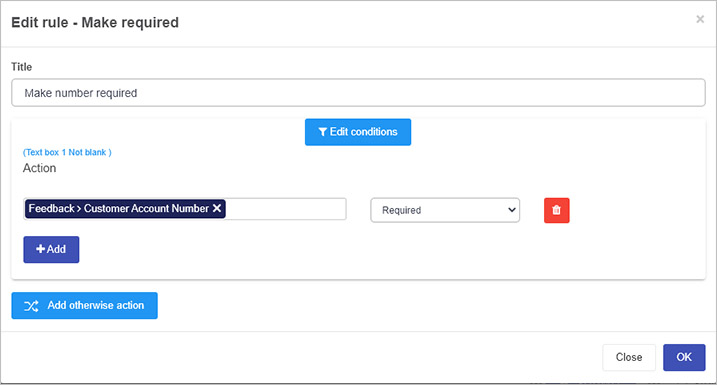 Edit rule - Make required
×
Title
Make number required
Edit conditions
(Text box 1 Not blank )
Action
Feedback > Customer Account Number ✕
Required
+ Add
Add otherwise action
Close
OK